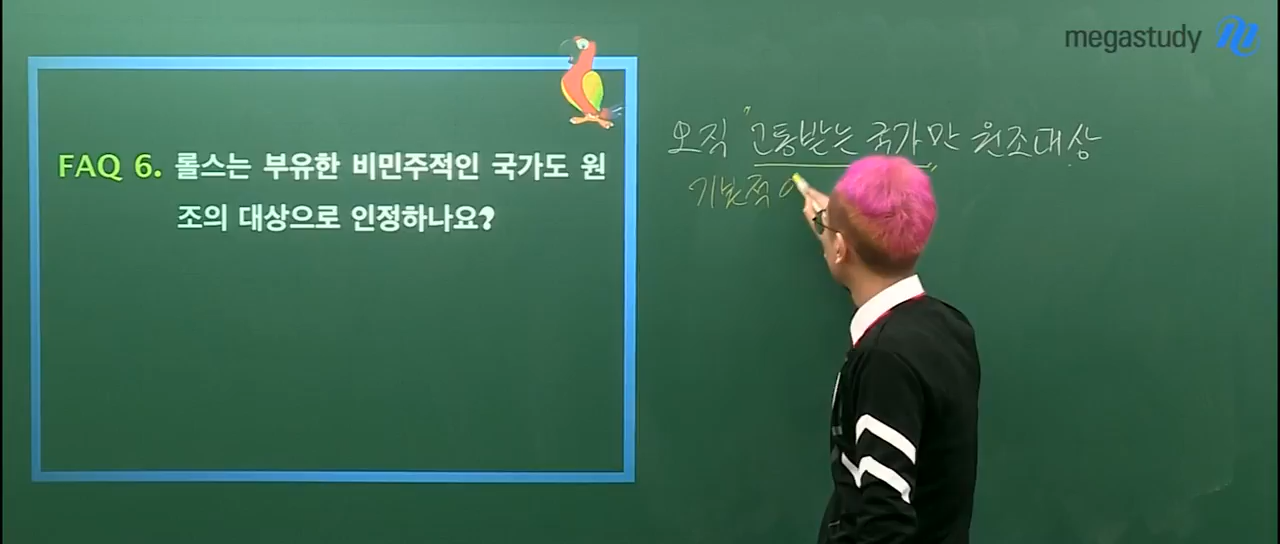 megastudy
FAQ 6. 롤스는 부유한 비민주적인 국가도 원
조의 대상으로 인정하나요?
오직 "고통받는 국가만 원조대상
기본적